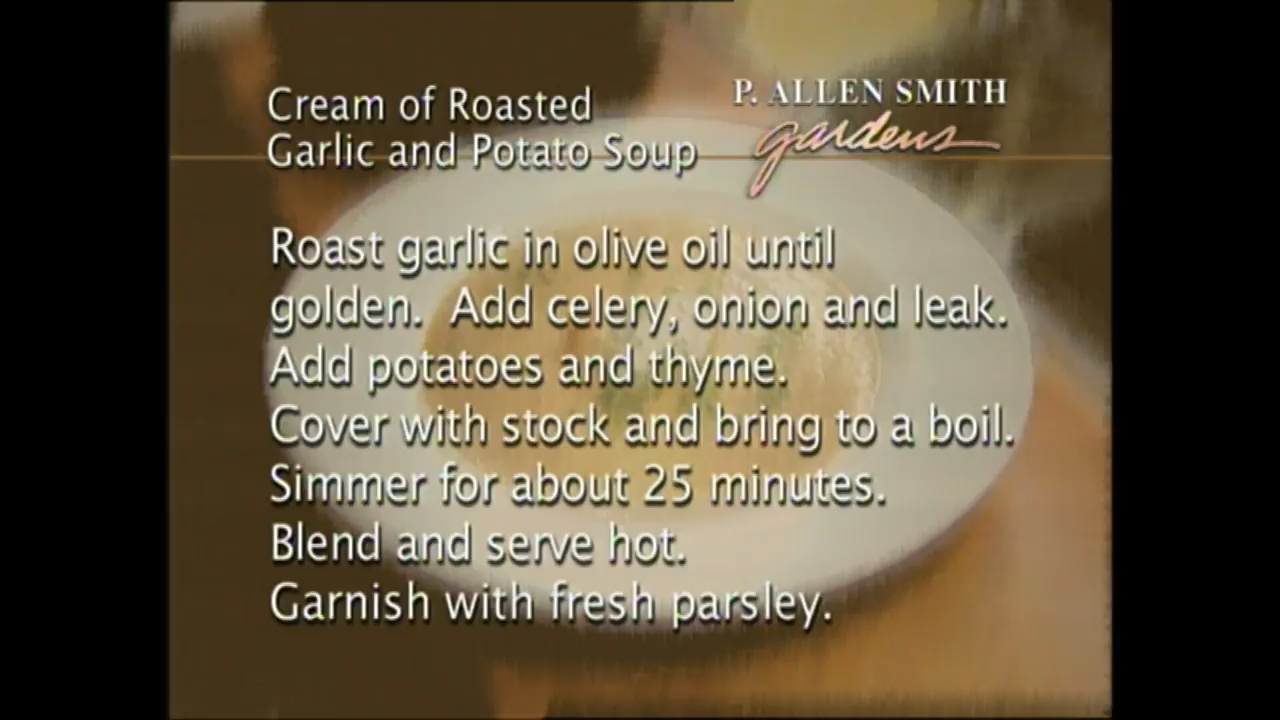 Cream of Roasted
Garlic and Potato Soup
P. ALLEN SMITH
gardens
Roast garlic in olive oil until
golden.  Add celery, onion and leak.
Add potatoes and thyme.
Cover with stock and bring to a boil.
Simmer for about 25 minutes.
Blend and serve hot.
Garnish with fresh parsley.